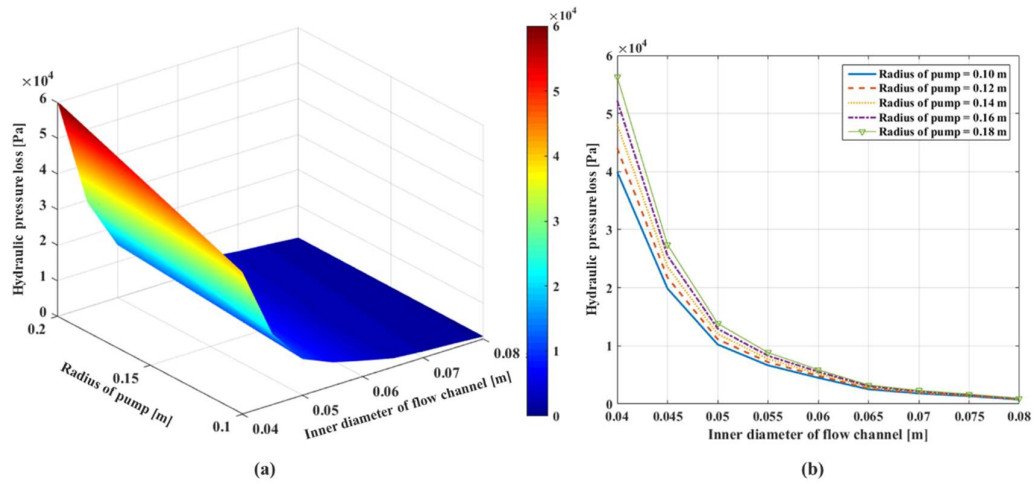 ×10⁴
6
5
4
3
2
1
0
Hydraulic pressure loss [Pa]
0.2
0.15
0.1
Radius of pump [m]
0.04
0.05
0.06
0.07
0.08
Inner diameter of flow channel [m]
6 ×10⁴
5
4
3
2
1
0
(a)
×10⁴
6
5
4
3
2
1
0
Hydraulic pressure loss [Pa]
Radius of pump = 0.10 m
Radius of pump = 0.12 m
Radius of pump = 0.14 m
Radius of pump = 0.16 m
Radius of pump = 0.18 m
0.04 0.045 0.05 0.055 0.06 0.065 0.07 0.075 0.08
Inner diameter of flow channel [m]
(b)